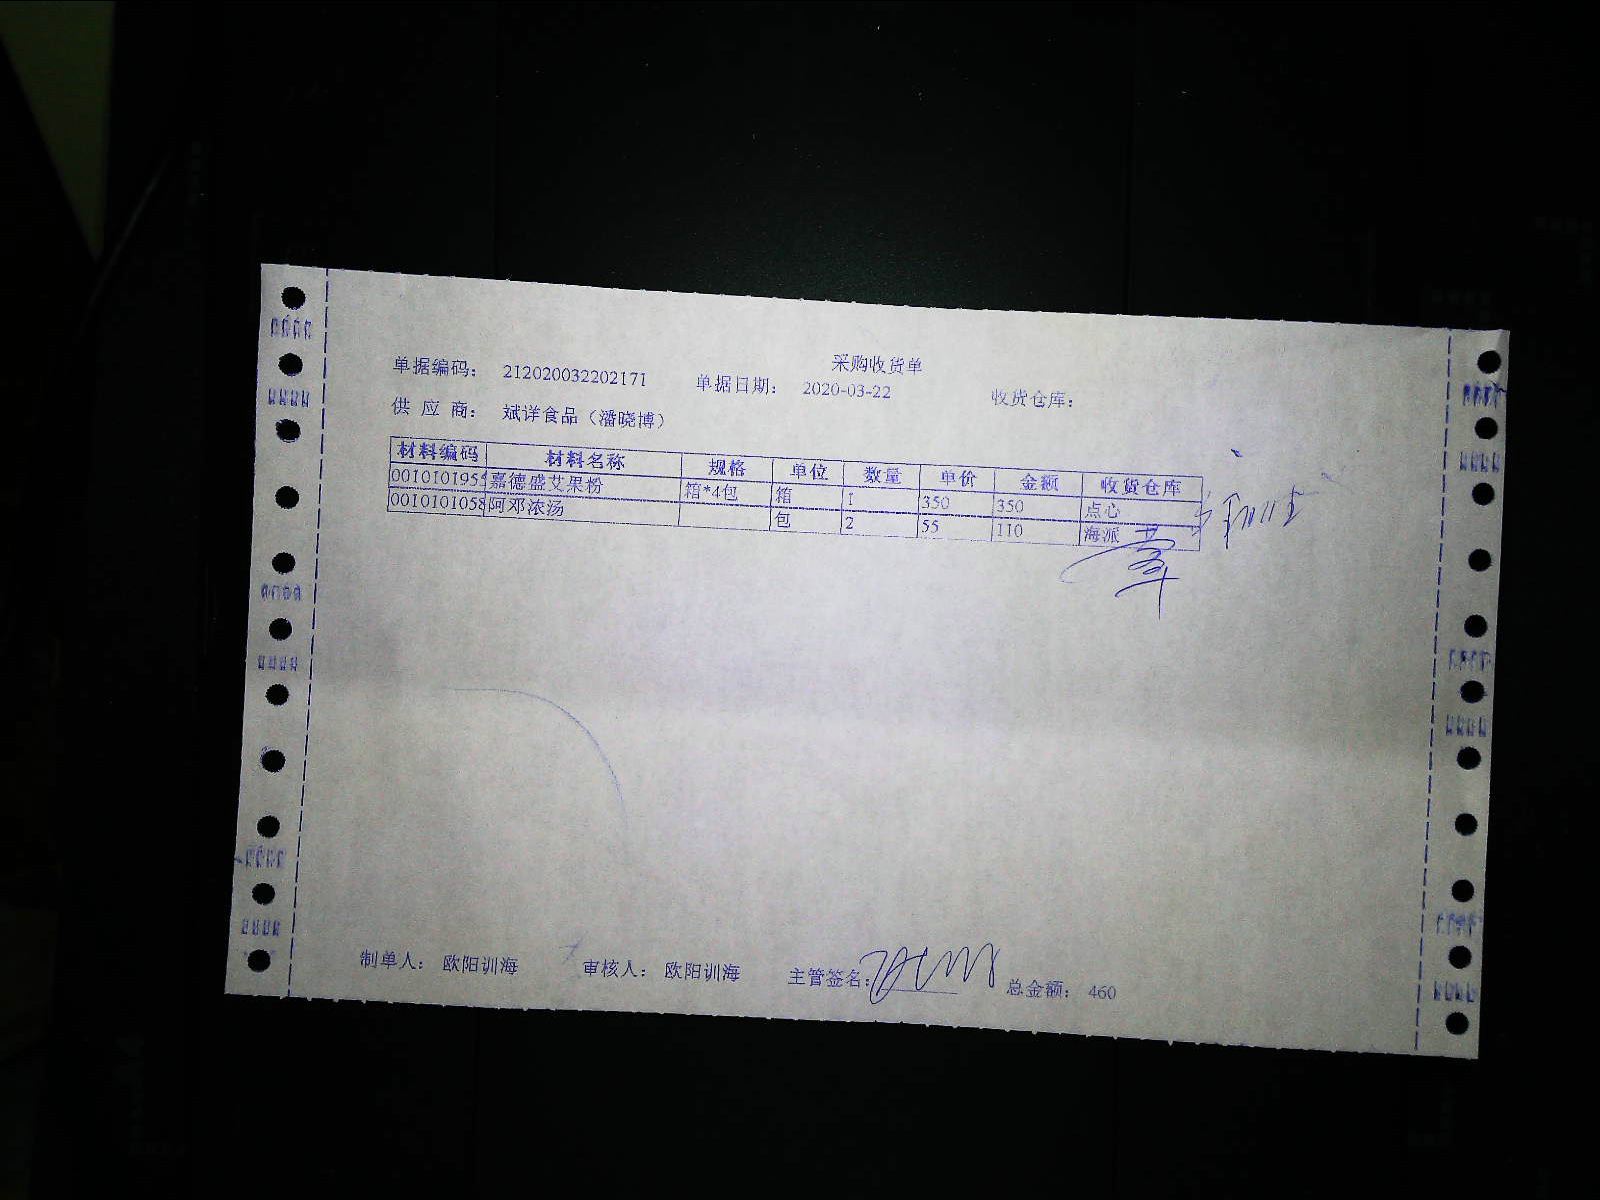 采购收货单
单据编码： 212020032202171 单据日期： 2020-03-22 收货仓库：
供 应 商： 斌详食品（潘晓博）
材料编码 材料名称 规格 单位 数量 单价 金额 收货仓库
0010101955 嘉德盛艾果粉 箱*4包 箱 1 350 350 点心
0010101058 阿邓浓汤 包 2 55 110 海派
制单人： 欧阳训海 审核人： 欧阳训海 主管签名： 总金额： 460